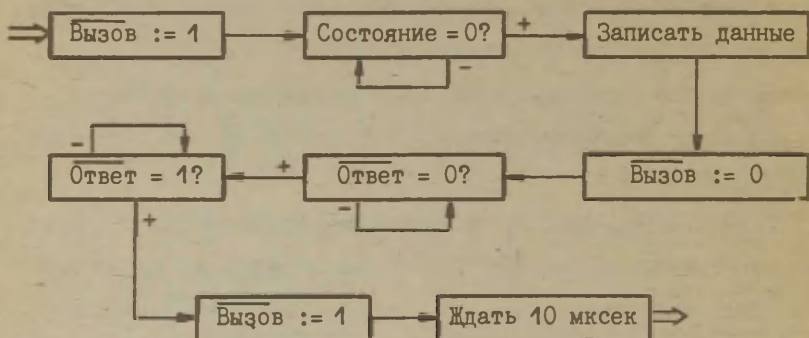 Вызов := 1
Состояние = 0?
+
Записать данные
-
-
Ответ = 1?
+
Ответ = 0?
Вызов := 0
-
+
Вызов := 1
Ждать 10 мксек